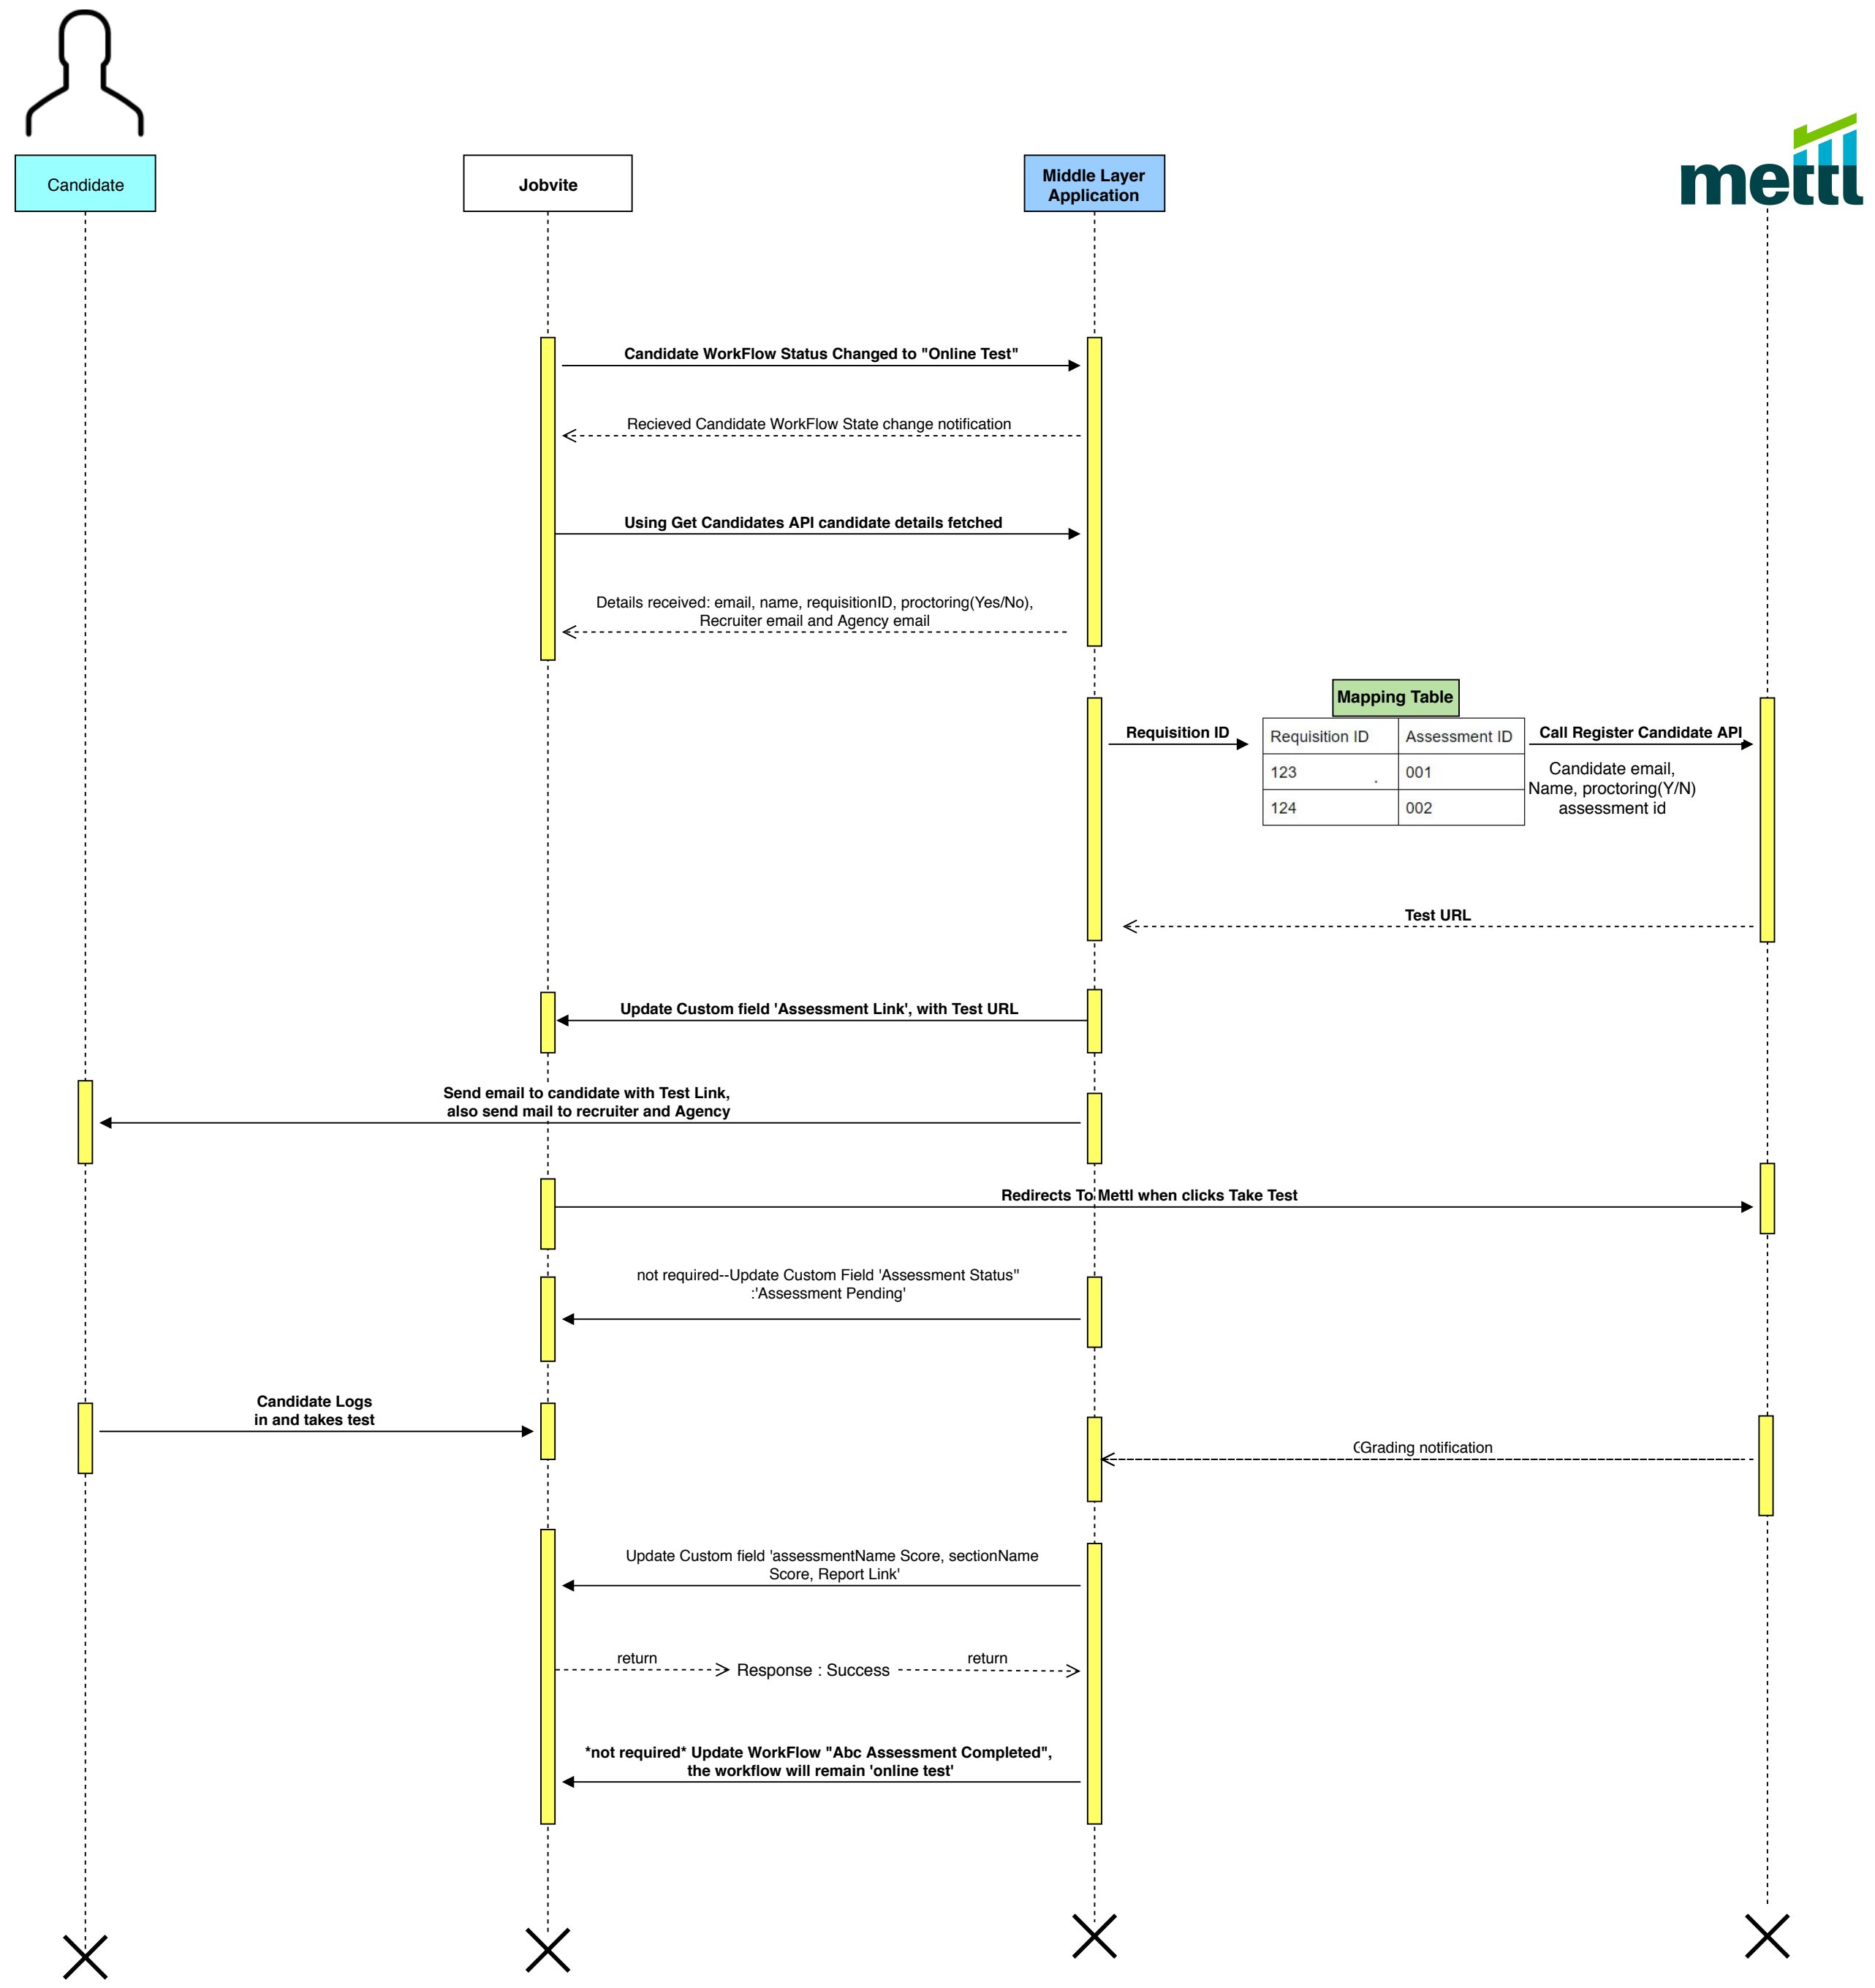 mettl
Candidate
Jobvite
Middle Layer
Application
Candidate WorkFlow Status Changed to "Online Test"
Recieved Candidate WorkFlow State change notification
Using Get Candidates API candidate details fetched
Details received: email, name, requisitionID, proctoring(Yes/No),
Recruiter email and Agency email
Mapping Table
Requisition ID
Requisition ID Assessment ID
123 . 001
124 002
Call Register Candidate API
Candidate email,
Name, proctoring(Y/N)
assessment id
Test URL
Update Custom field 'Assessment Link', with Test URL
Send email to candidate with Test Link,
also send mail to recruiter and Agency
Redirects To Mettl when clicks Take Test
not required--Update Custom Field 'Assessment Status''
:'Assessment Pending'
Candidate Logs
in and takes test
Grading notification
Update Custom field 'assessmentName Score, sectionName
Score, Report Link'
return
Response : Success
return
*not required* Update WorkFlow "Abc Assessment Completed",
the workflow will remain 'online test'